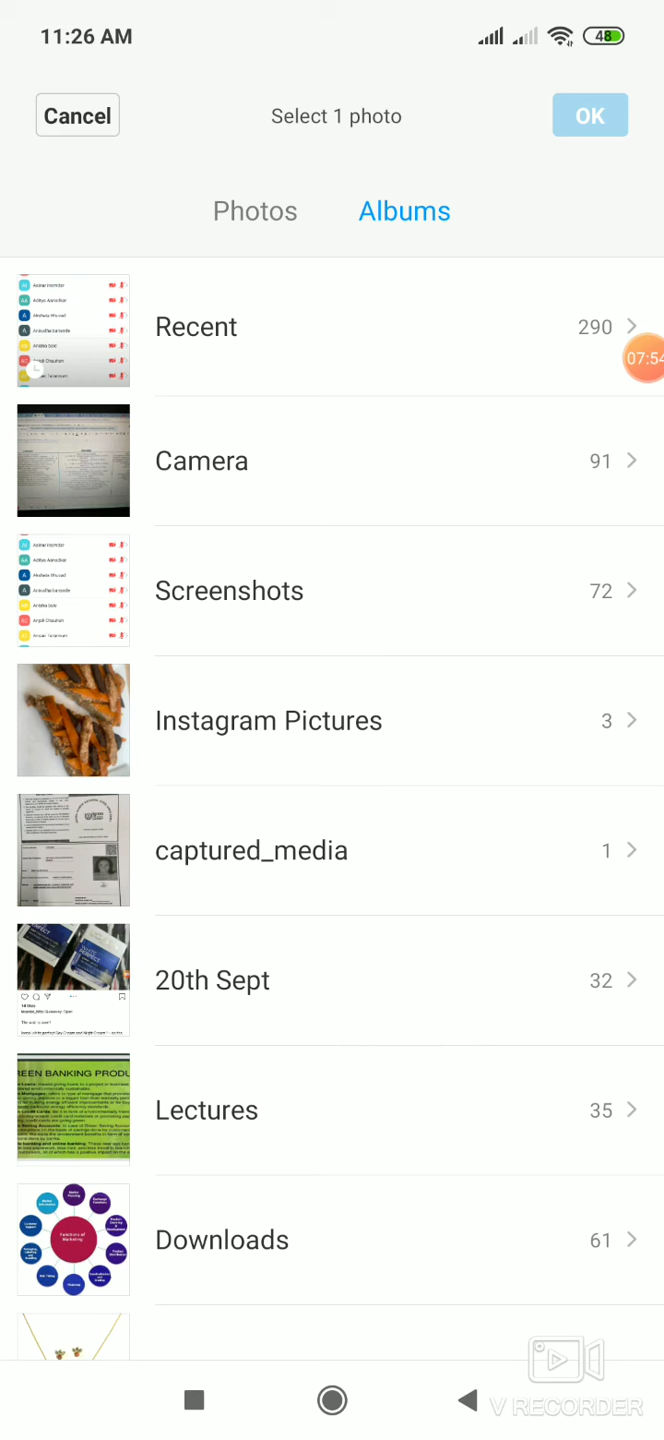 11:26 AM
48
Cancel
Select 1 photo
OK
Photos
Albums
Recent
290
07:54
Camera
91
Screenshots
72
Instagram Pictures
3
captured_media
1
20th Sept
32
Lectures
35
Downloads
61
V RECORDER